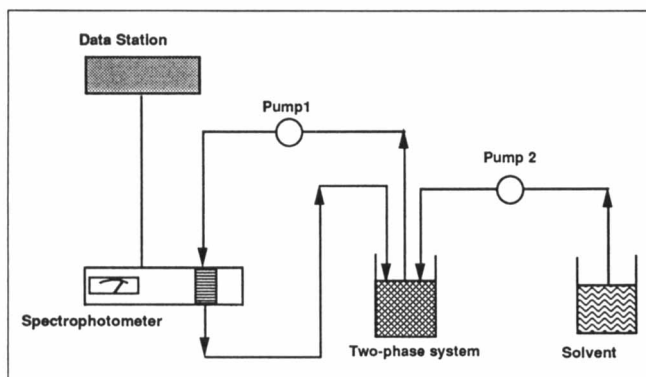 Data Station
Pump1
Pump 2
Spectrophotometer
Two-phase system
Solvent